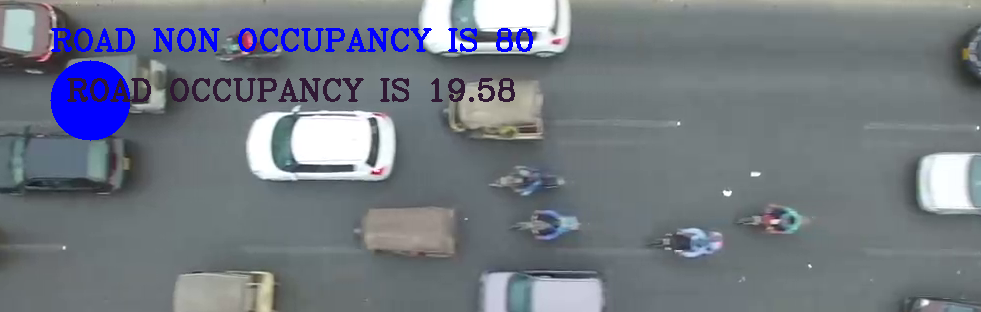 ROAD NON OCCUPANCY IS 80
ROAD OCCUPANCY IS 19.58